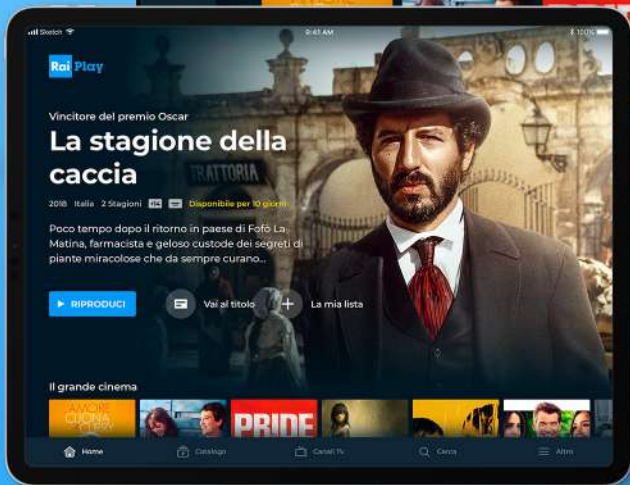 Sketch
9:41 AM
100%
Rai Play
Vincitore del premio Oscar
La stagione della
caccia
TRATTORIA
2018 Italia 2 Stagioni Disponibile per 10 giorni
Poco tempo dopo il ritorno in paese di Fofò La
Matina, farmacista e geloso custode dei segreti di
piante miracolose che da sempre curano...
RIPRODUCI
Vai al titolo
La mia lista
Il grande cinema
AMORE
CUCINA
CURRY
PRIDE
Home
Catalogo
Canali Tv
Cerca
Altro